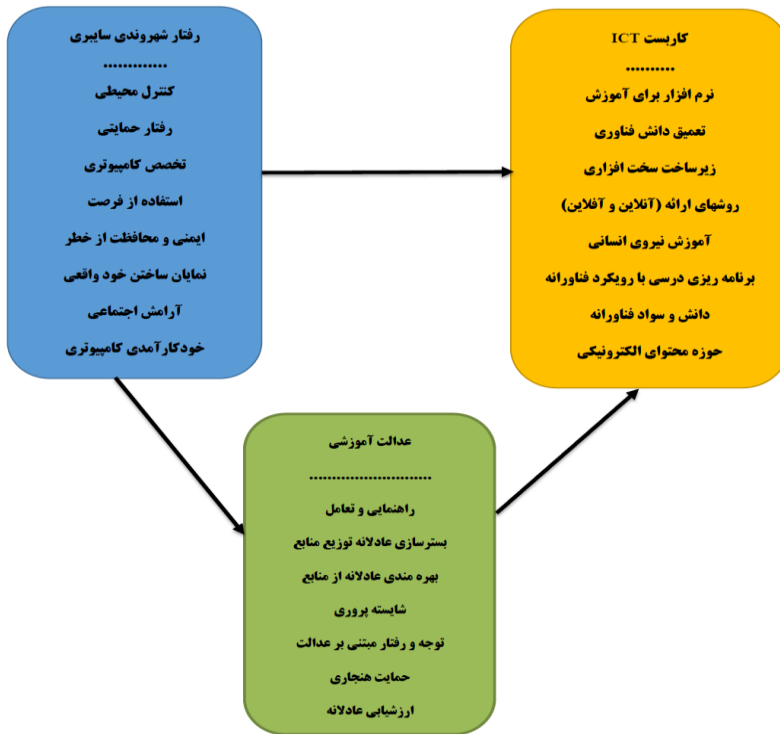 رفتار شهروندی سایبری
.............
کنترل محیطی
رفتار حمایتی
تخصص کامپیوتری
استفاده از فرصت
ایمنی و محافظت از خطر
نمایان ساختن خود واقعی
آرامش اجتماعی
خودکارآمدی کامپیوتری
کاربست ICT
..........
نرم افزار برای آموزش
تعمیق دانش فناوری
زیرساخت سخت افزاری
روشهای ارائه (آنلاین و آفلاین)
آموزش نیروی انسانی
برنامه ریزی درسی با رویکرد فناورانه
دانش و سواد فناورانه
حوزه محتوای الکترونیکی
عدالت آموزشی
...........................
راهنمایی و تعامل
بسترسازی عادلانه توزیع منابع
بهره مندی عادلانه از منابع
شایسته پروری
توجه و رفتار مبتنی بر عدالت
حمایت هنجاری
ارزشیابی عادلانه